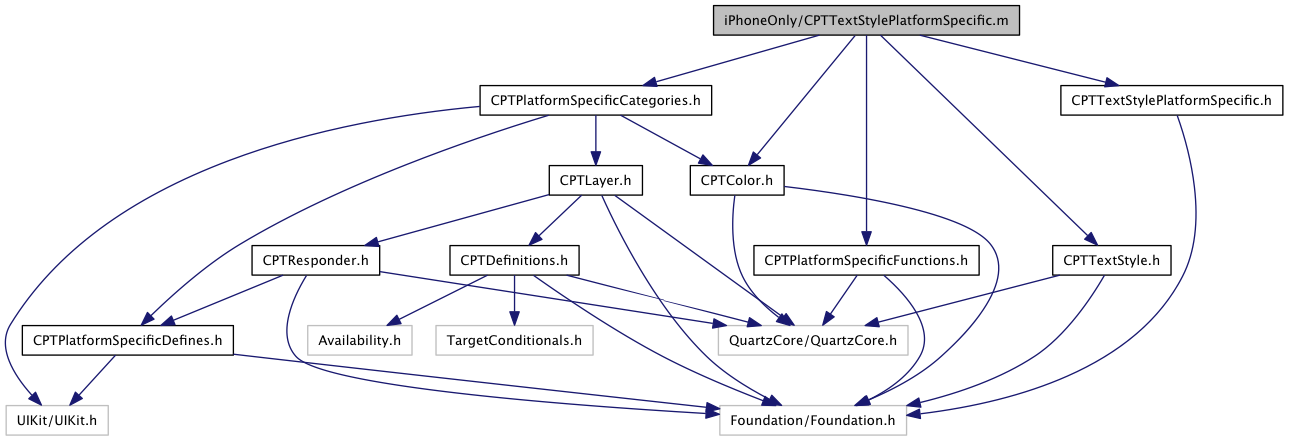 iPhoneOnly/CPTTextStylePlatformSpecific.m
CPTPlatformSpecificCategories.h
CPTTextStylePlatformSpecific.h
CPTLayer.h
CPTColor.h
CPTResponder.h
CPTDefinitions.h
CPTPlatformSpecificFunctions.h
CPTTextStyle.h
CPTPlatformSpecificDefines.h
Availability.h
TargetConditionals.h
QuartzCore/QuartzCore.h
UIKit/UIKit.h
Foundation/Foundation.h